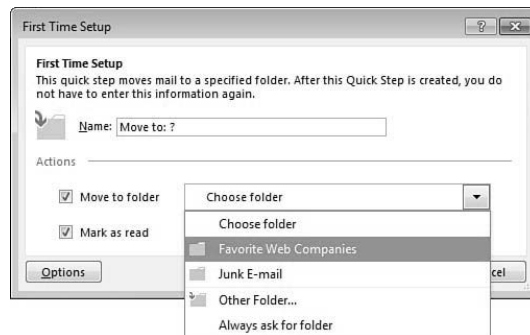 First Time Setup
First Time Setup
This quick step moves mail to a specified folder. After this Quick Step is created, you do
not have to enter this information again.
Name: Move to: ?
Actions
Move to folder Choose folder
Choose folder
Mark as read
Favorite Web Companies
Options
Junk E-mail
cel
Other Folder...
Always ask for folder